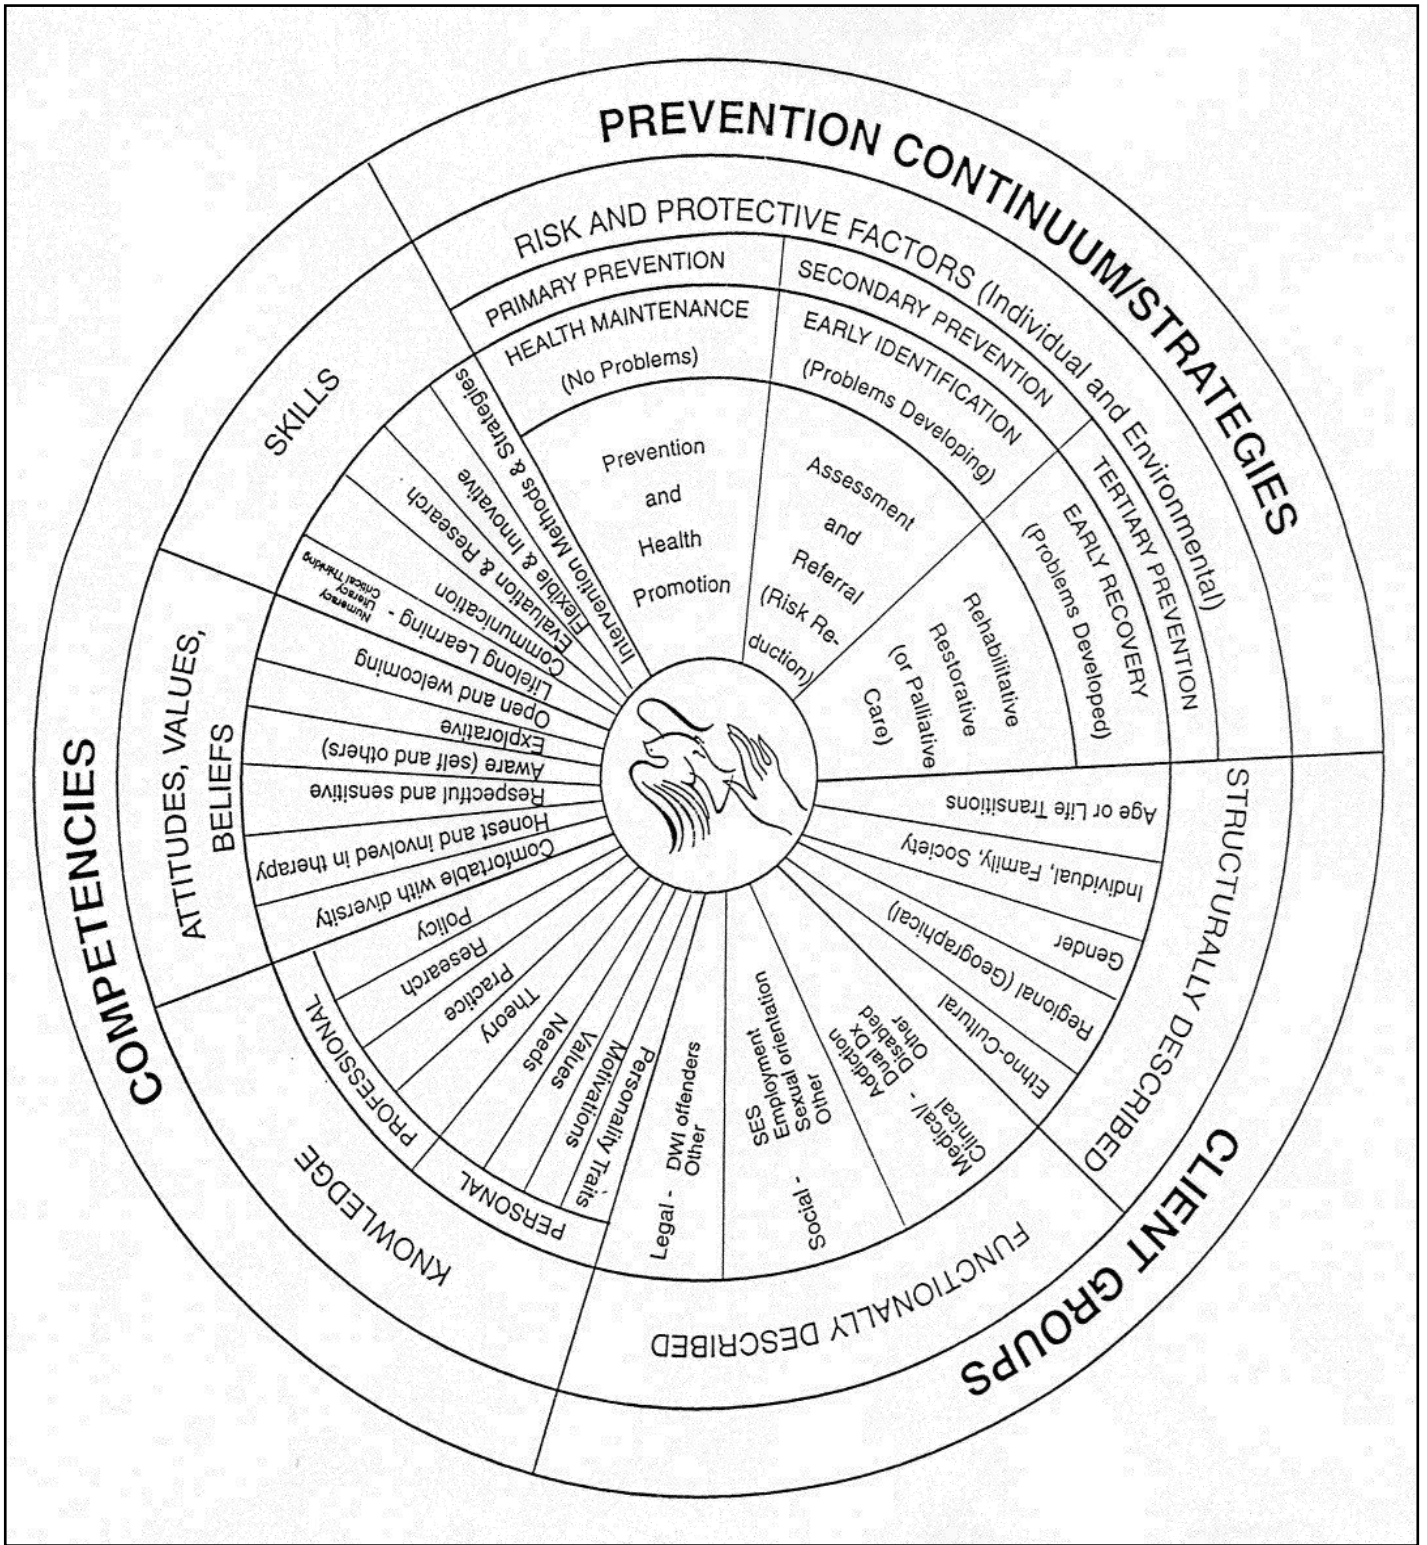 PREVENTION CONTINUUM/STRATEGIES
RISK AND PROTECTIVE FACTORS (Individual and Environmental)
PRIMARY PREVENTION
HEALTH MAINTENANCE
(No Problems)
Prevention
and
Health
Promotion
SECONDARY PREVENTION
EARLY IDENTIFICATION
(Problems Developing)
Assessment
and
Referral
(Risk Re-
duction)
TERTIARY PREVENTION
EARLY RECOVERY
(Problems Developed)
Rehabilitative
Restorative
(or Palliative
Care)
CLIENT GROUPS
STRUCTURALLY DESCRIBED
Age or Life Transitions
Individual, Family, Society
Gender
Regional (Geographical)
Ethno-Cultural
FUNCTIONALLY DESCRIBED
Medical/ -
Clinical
Addiction
Dual Dx
Disabled
Other
Social -
SES
Employment
Sexual orientation
Other
Legal -
DWI offenders
Other
COMPETENCIES
KNOWLEDGE
PERSONAL
Personality Traits
Motivations
Values
Needs
PROFESSIONAL
Theory
Practice
Research
Policy
ATTITUDES, VALUES,
BELIEFS
Comfortable with diversity
Honest and involved in therapy
Respectful and sensitive
Aware (self and others)
Explorative
Open and welcoming
SKILLS
Lifelong Learning -
Numeracy
Literacy
Critical Thinking
Communication
Evaluation & Research
Flexible & Innovative
Intervention Methods & Strategies